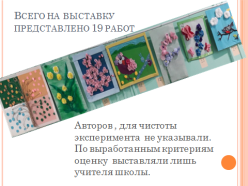 Всего на выставку
представлено 19 работ
Авторов , для чистоты
эксперимента не указывали.
По выработанным критериям
оценку выставляли лишь
учителя школы.